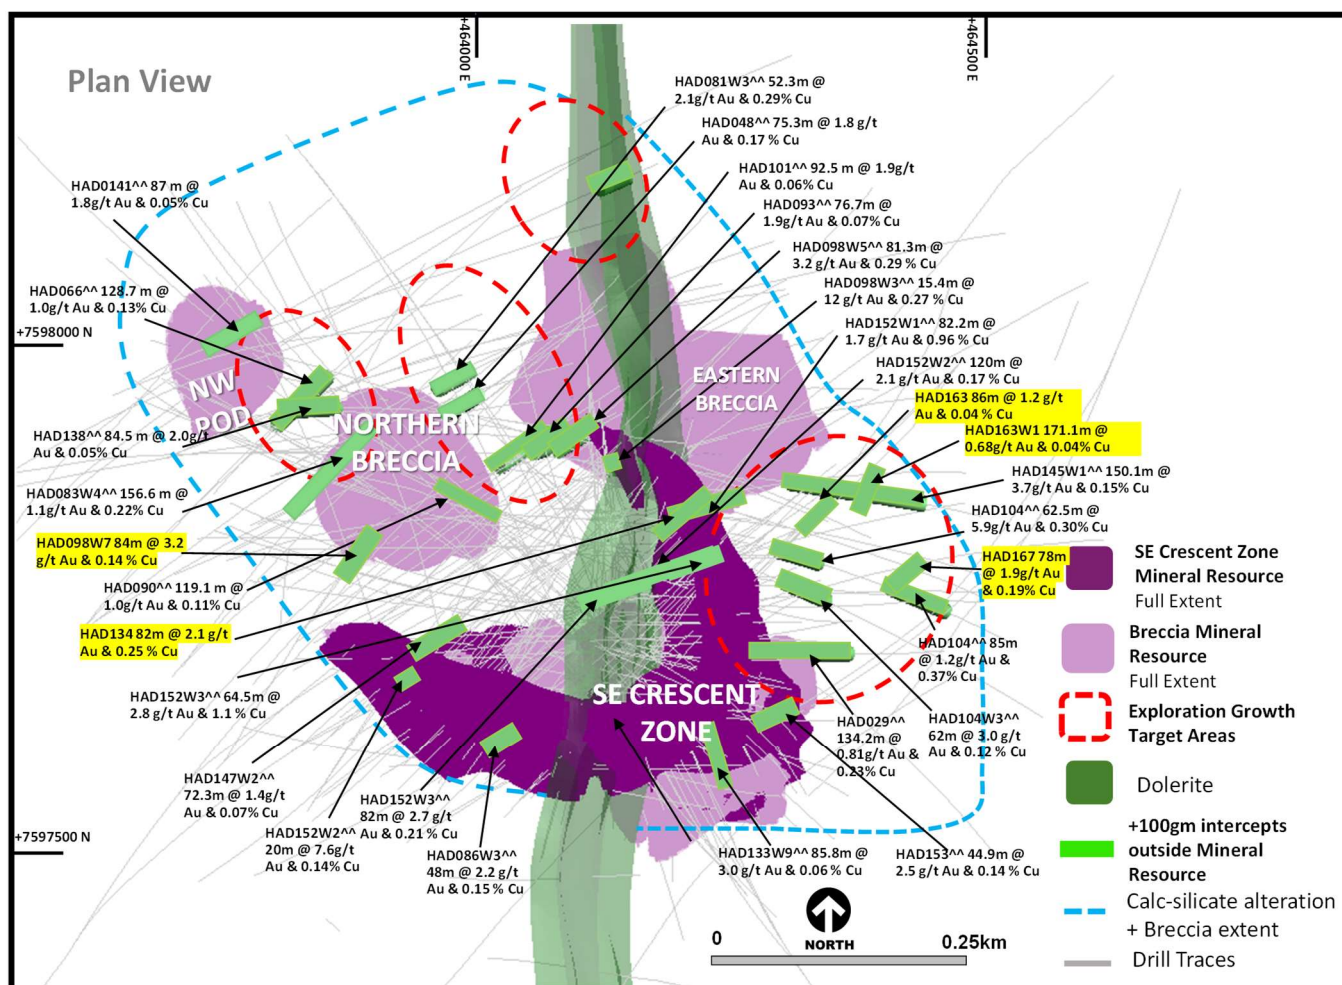 +464000 E
+464500 E
Plan View
HAD081W3^^ 52.3m @
2.1g/t Au & 0.29% Cu
HAD048^^ 75.3m @ 1.8 g/t
Au & 0.17 % Cu
HAD101^^ 92.5 m @ 1.9g/t
Au & 0.06% Cu
HAD093^^ 76.7m @
1.9g/t Au & 0.07% Cu
HAD098W5^^ 81.3m @
3.2 g/t Au & 0.29 % Cu
HAD098W3^^ 15.4m @
12 g/t Au & 0.27 % Cu
HAD152W1^^ 82.2m @
1.7 g/t Au & 0.96 % Cu
HAD152W2^^ 120m @
2.1 g/t Au & 0.17 % Cu
HAD163 86m @ 1.2 g/t
Au & 0.04 % Cu
HAD163W1 171.1m @
0.68g/t Au & 0.04% Cu
HAD145W1^^ 150.1m @
3.7g/t Au & 0.15% Cu
HAD104^^ 62.5m @
5.9g/t Au & 0.30% Cu
HAD167 78m
@ 1.9g/t Au
& 0.19% Cu
HAD104^^ 85m
@ 1.2g/t Au &
0.37% Cu
HAD104W3^^
62m @ 3.0 g/t
Au & 0.12 % Cu
HAD029^^
134.2m @
0.81g/t Au &
0.23% Cu
HAD153^^ 44.9m @
2.5 g/t Au & 0.14 % Cu
HAD133W9^^ 85.8m @
3.0 g/t Au & 0.06 % Cu
HAD0141^^ 87 m @
1.8g/t Au & 0.05% Cu
HAD066^^ 128.7 m @
1.0g/t Au & 0.13% Cu
+7598000 N
HAD138^^ 84.5 m @ 2.0g/t
Au & 0.05% Cu
HAD083W4^^ 156.6 m @
1.1g/t Au & 0.22% Cu
HAD098W7 84m @ 3.2
g/t Au & 0.14 % Cu
HAD090^^ 119.1 m @
1.0g/t Au & 0.11% Cu
HAD134 82m @ 2.1 g/t
Au & 0.25 % Cu
HAD152W3^^ 64.5m @
2.8 g/t Au & 1.1 % Cu
HAD147W2^^
72.3m @ 1.4g/t
Au & 0.07% Cu
HAD152W2^^
20m @ 7.6g/t
Au & 0.14% Cu
HAD152W3^^
82m @ 2.7 g/t
Au & 0.21 % Cu
HAD086W3^^
48m @ 2.2 g/t
Au & 0.15 % Cu
+7597500 N
NW
POD
NORTHERN
BRECCIA
EASTERN
BRECCIA
SE CRESCENT
ZONE
NORTH
0
0.25km
SE Crescent Zone
Mineral Resource
Full Extent
Breccia Mineral
Resource
Full Extent
Exploration Growth
Target Areas
Dolerite
+100gm intercepts
outside Mineral
Resource
Calc-silicate alteration
+ Breccia extent
Drill Traces